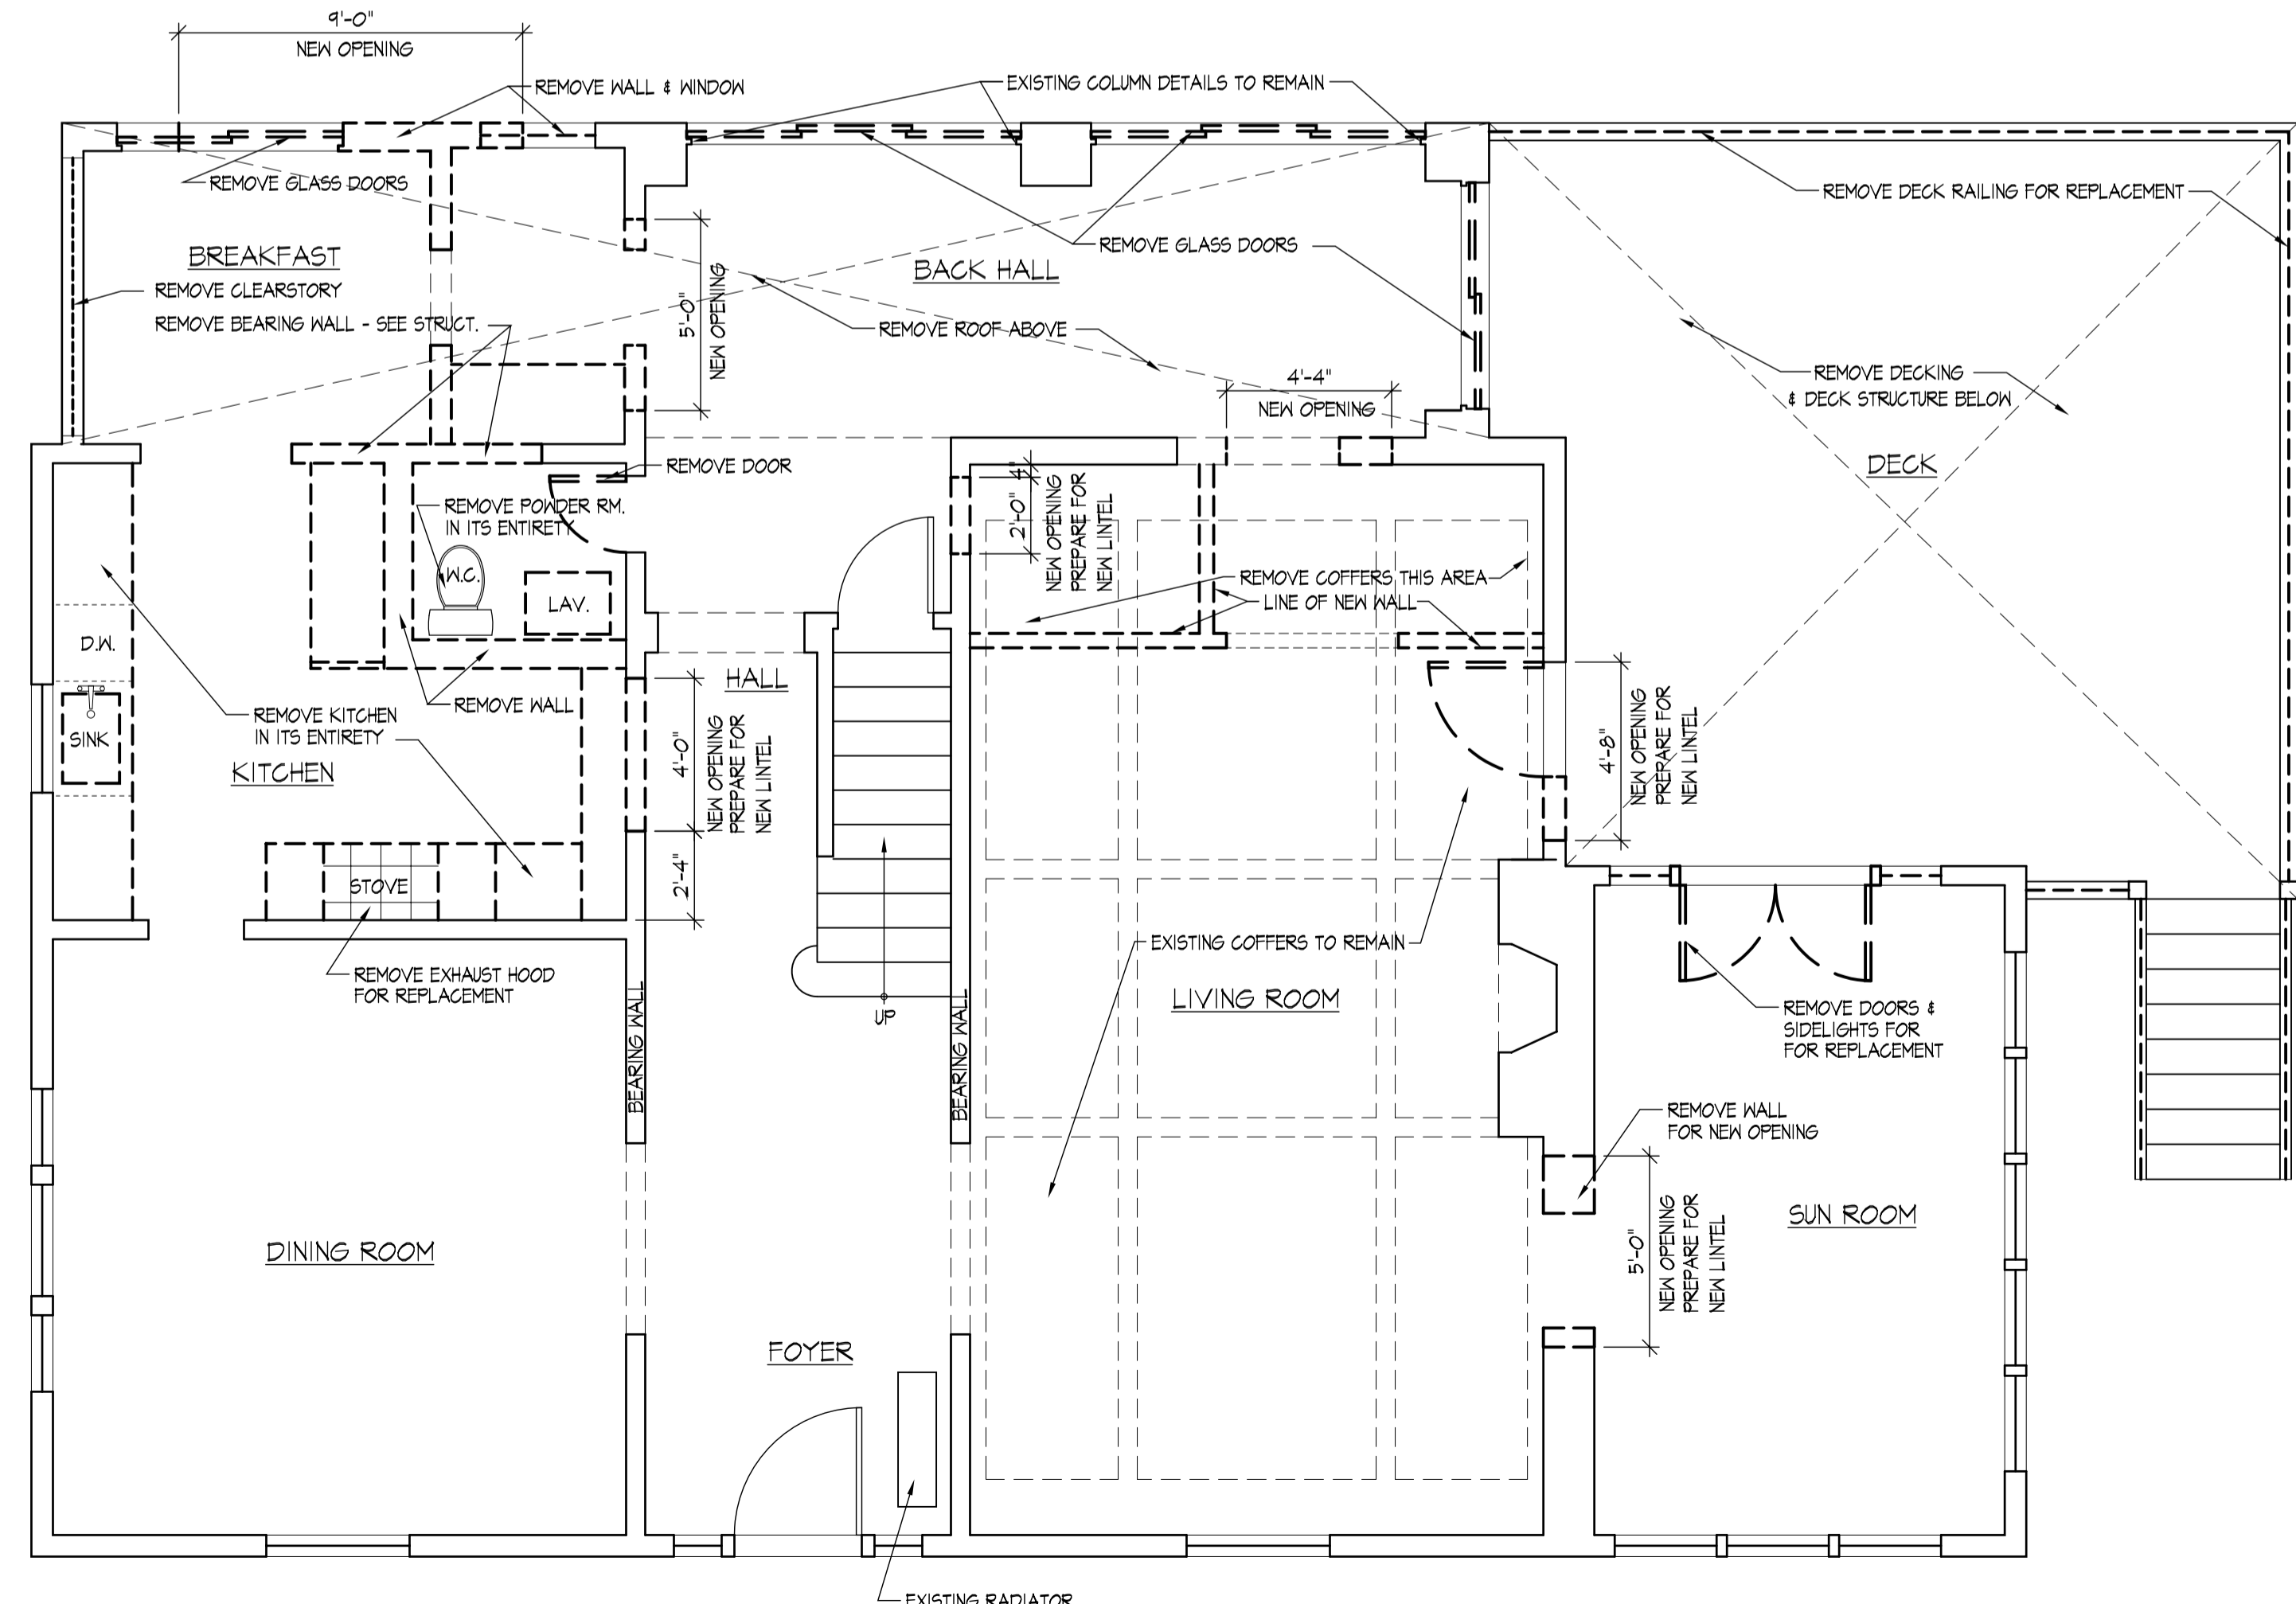 9'-0"
NEW OPENING
REMOVE WALL & WINDOW
EXISTING COLUMN DETAILS TO REMAIN
REMOVE GLASS DOORS
REMOVE DECK RAILING FOR REPLACEMENT
BREAKFAST
REMOVE CLEARSTORY
REMOVE BEARING WALL - SEE STRUCT.
5'-0"
NEW OPENING
BACK HALL
REMOVE GLASS DOORS
REMOVE ROOF ABOVE
4'-4"
NEW OPENING
REMOVE DECKING
& DECK STRUCTURE BELOW
DECK
REMOVE DOOR
REMOVE POWDER RM.
IN ITS ENTIRETY
W.C.
LAV.
4"
2'-0"
NEW OPENING
PREPARE FOR
NEW LINTEL
REMOVE COFFERS THIS AREA
LINE OF NEW WALL
D.W.
SINK
REMOVE WALL
REMOVE KITCHEN
IN ITS ENTIRETY
KITCHEN
HALL
4'-0"
NEW OPENING
PREPARE FOR
NEW LINTEL
2'-4"
4'-8"
NEW OPENING
PREPARE FOR
NEW LINTEL
STOVE
REMOVE EXHAUST HOOD
FOR REPLACEMENT
BEARING WALL
UP
BEARING WALL
EXISTING COFFERS TO REMAIN
LIVING ROOM
REMOVE DOORS &
SIDELIGHTS FOR
FOR REPLACEMENT
REMOVE WALL
FOR NEW OPENING
5'-0"
NEW OPENING
PREPARE FOR
NEW LINTEL
SUN ROOM
DINING ROOM
FOYER
EXISTING RADIATOR